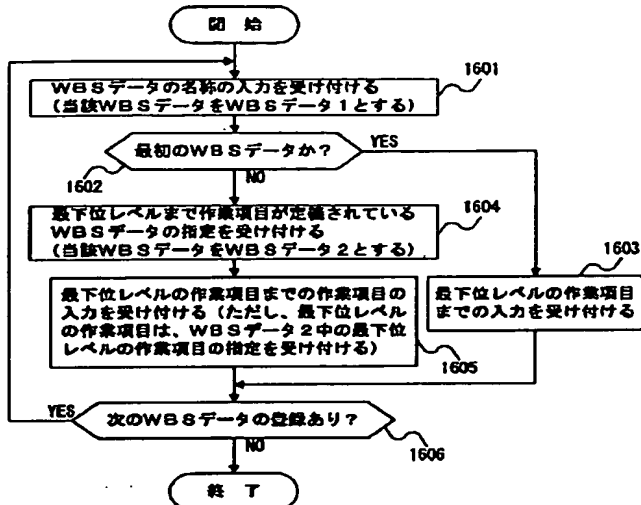 開 始
WBSデータの名称の入力を受け付ける
(当該WBSデータをWBSデータ1とする)
1601
最初のWBSデータか?
YES
1602
NO
最下位レベルまで作業項目が定義されている
WBSデータの指定を受け付ける
(当該WBSデータをWBSデータ2とする)
1604
1603
最下位レベルの作業項目までの作業項目の
入力を受け付ける(ただし、最下位レベル
の作業項目は、WBSデータ2中の最下位
レベルの作業項目の指定を受け付ける)
1605
最下位レベルの作業項目
までの入力を受け付ける
YES
次のWBSデータの登録あり?
1606
NO
終 了